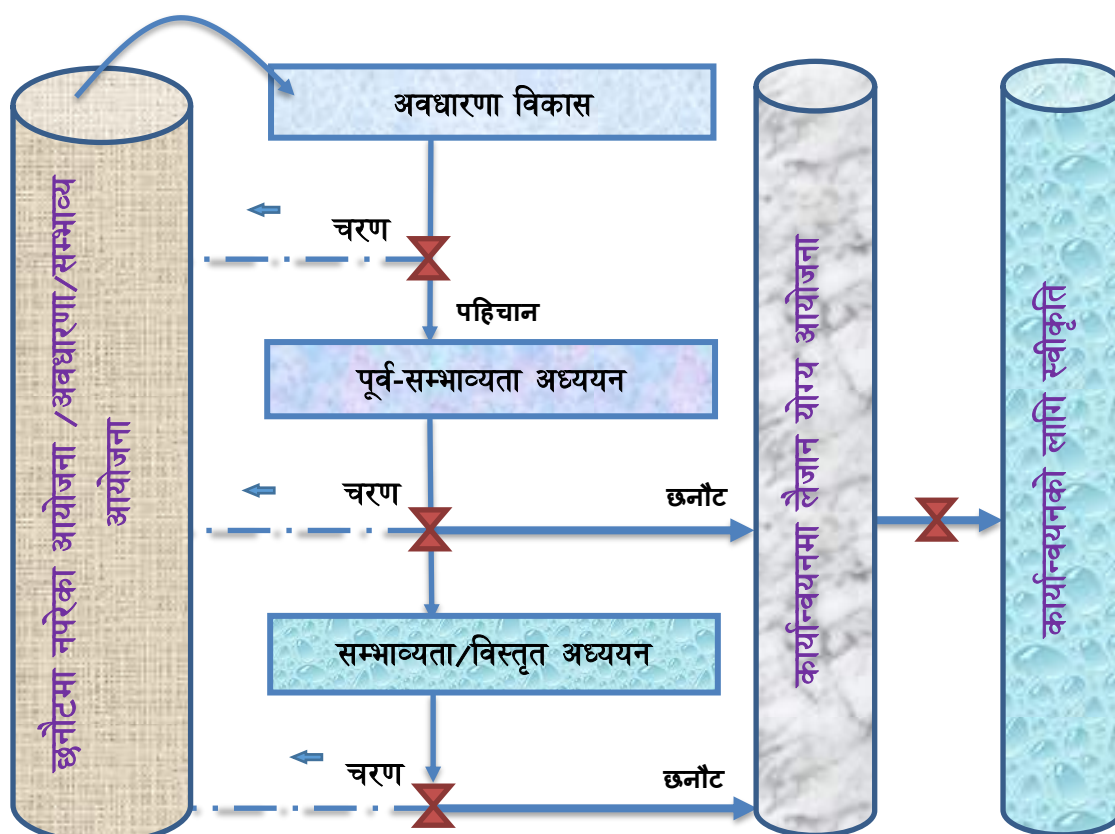 छनौटमा नपरेका आयोजना /अवधारणा/सम्भाव्य
आयोजना
अवधारणा विकास
चरण
पहिचान
पूर्व-सम्भाव्यता अध्ययन
चरण
छनौट
सम्भाव्यता/विस्तृत अध्ययन
चरण
छनौट
कार्यान्वयनमा लैजान योग्य आयोजना
कार्यान्वयनको लागि स्वीकृति